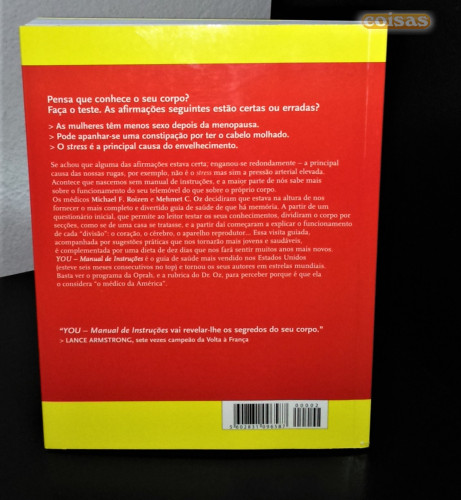 coisas
Pensa que conhece o seu corpo?
Faça o teste. As afirmações seguintes estão certas ou erradas?
> As mulheres têm menos sexo depois da menopausa.
> Pode apanhar-se uma constipação por ter o cabelo molhado.
> O stress é a principal causa do envelhecimento.
Se achou que alguma das afirmações estava certa; enganou-se redondamente – a principal
causa das nossas rugas, por exemplo, não é o stress mas sim a pressão arterial elevada.
Acontece que nascemos sem manual de instruções, e a maior parte de nós sabe mais
sobre o funcionamento do seu telemóvel do que sobre o próprio corpo.
Os médicos Michael F. Roizen e Mehmet C. Oz decidiram que estava na altura de nos
fornecer o mais completo e divertido guia de saúde de que há memória. A partir de um
questionário inicial, que permite ao leitor testar os seus conhecimentos, dividiram o corpo por
secções, como se de uma casa se tratasse, e a partir daí começaram a explicar o funcionamento
de cada "divisão": o coração, o cérebro, o aparelho reprodutor... Essa visita guiada,
acompanhada por sugestões práticas que nos tornarão mais jovens e saudáveis,
é complementada por uma dieta de dez dias que nos fará sentir muitos anos mais novos.
YOU – Manual de Instruções é o guia de saúde mais vendido nos Estados Unidos
(esteve seis meses consecutivos no top) e tornou os seus autores em estrelas mundiais.
Basta ver o programa da Oprah, e a rubrica do Dr. Oz, para perceber porque é que ela
o considera "o médico da América".
"YOU – Manual de Instruções vai revelar-lhe os segredos do seu corpo."
> LANCE ARMSTRONG, sete vezes campeão da Volta à França
00002